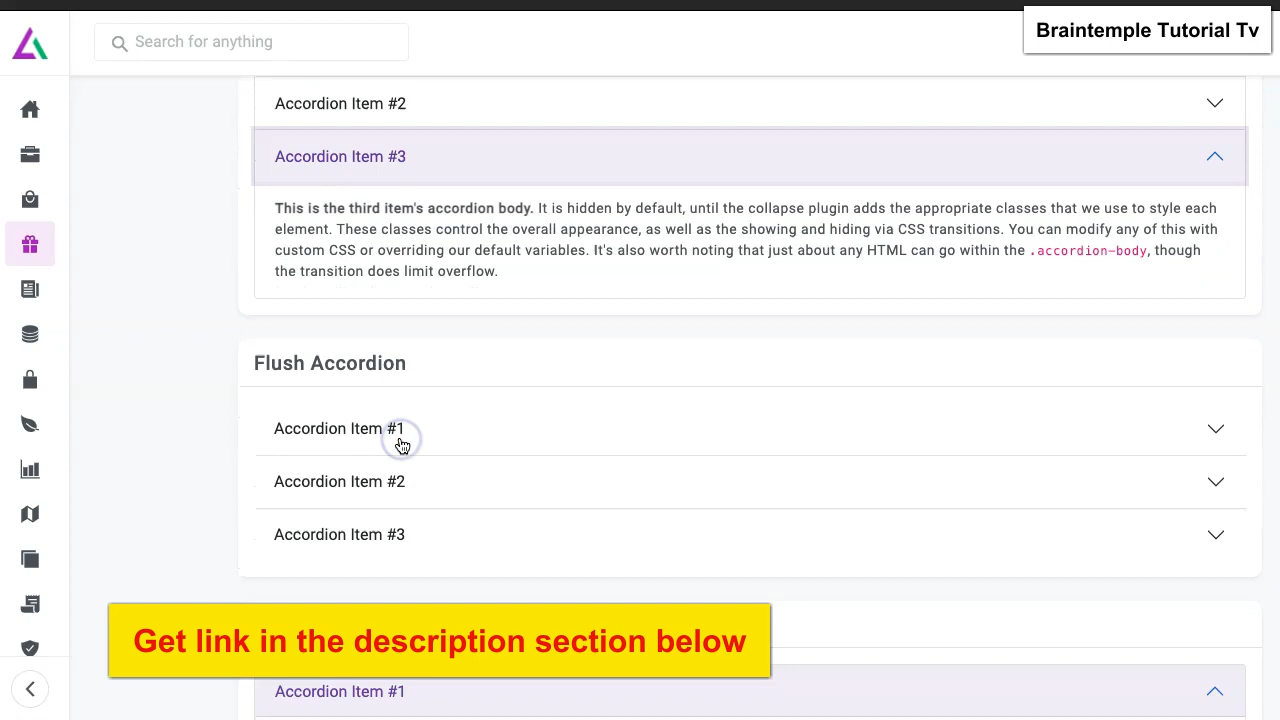 Braintemple Tutorial Tv
Search for anything
Accordion Item #2
Accordion Item #3
This is the third item's accordion body. It is hidden by default, until the collapse plugin adds the appropriate classes that we use to style each
element. These classes control the overall appearance, as well as the showing and hiding via CSS transitions. You can modify any of this with
custom CSS or overriding our default variables. It's also worth noting that just about any HTML can go within the .accordion-body, though
the transition does limit overflow.
Flush Accordion
Accordion Item #1
Accordion Item #2
Accordion Item #3
Get link in the description section below
Accordion Item #1